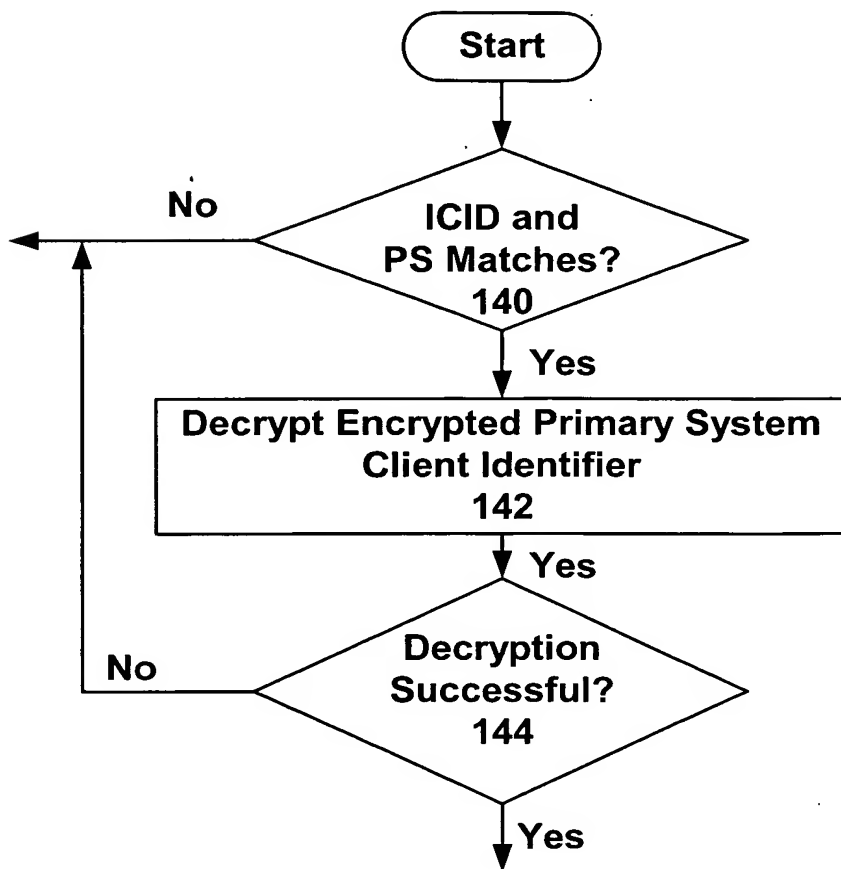 Start
No
ICID and
PS Matches?
140
Yes
Decrypt Encrypted Primary System
Client Identifier
142
Yes
No
Decryption
Successful?
144
Yes